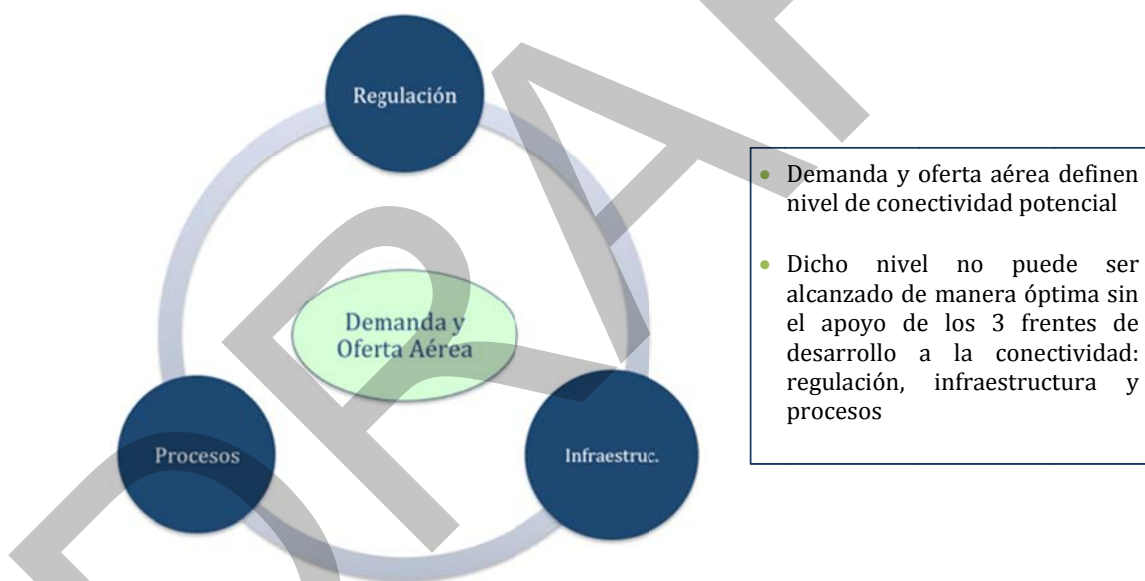 Regulación
Demanda y
Oferta Aérea
Procesos
Infraestruc.
• Demanda y oferta aérea definen
nivel de conectividad potencial
• Dicho nivel no puede ser
alcanzado de manera óptima sin
el apoyo de los 3 frentes de
desarrollo a la conectividad:
regulación, infraestructura y
procesos